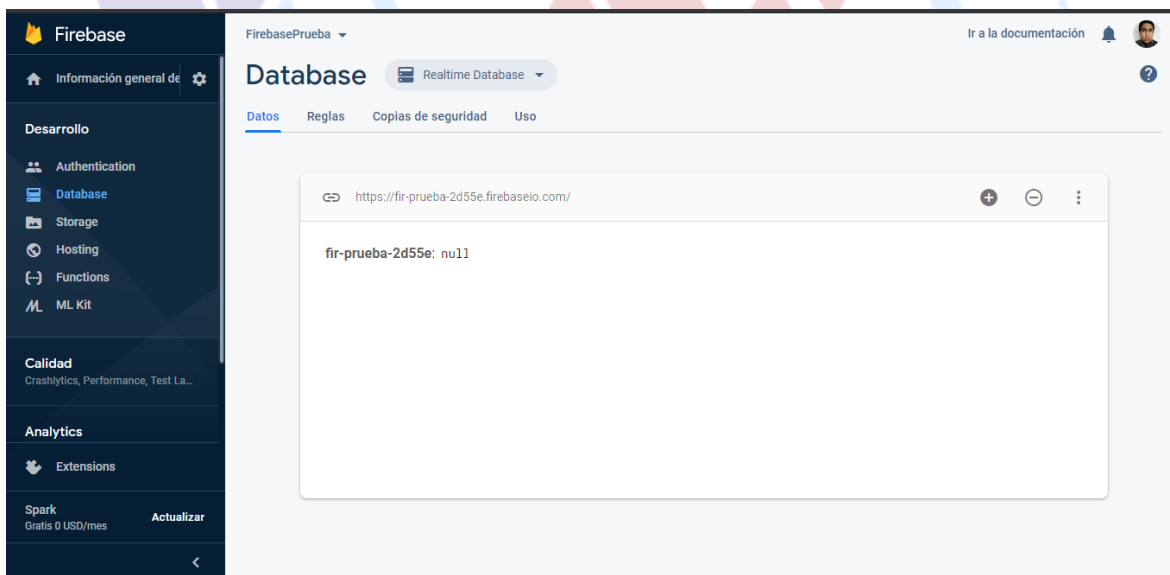 Firebase
Información general de
Desarrollo
Authentication
Database
Storage
Hosting
Functions
ML Kit
Calidad
Crashlytics, Performance, Test La...
Analytics
Extensions
Spark
Gratis 0 USD/mes
Actualizar
FirebasePrueba
Ir a la documentación
Database
Realtime Database
Datos Reglas Copias de seguridad Uso
https://fir-prueba-2d55e.firebaseio.com/
fir-prueba-2d55e: null